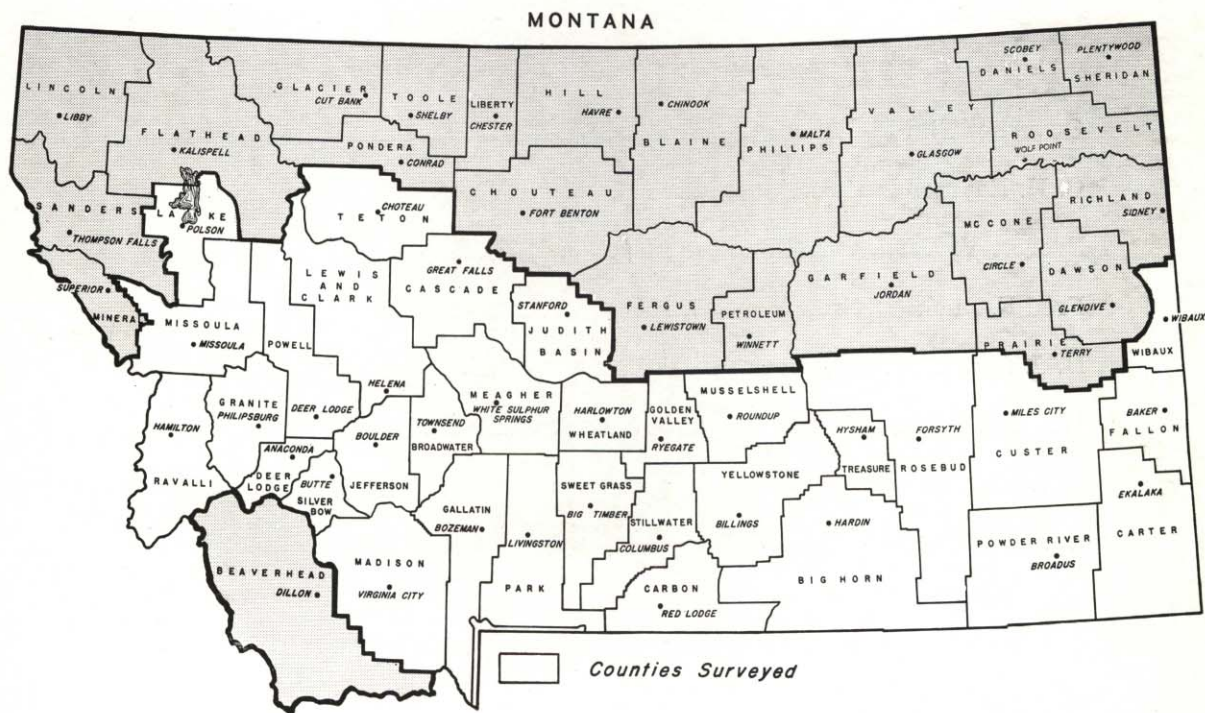 MONTANA
LINCOLN
LIBBY
FLATHEAD
KALISPELL
GLACIER
CUT BANK
TOOLE
SHELBY
LIBERTY
CHESTER
HILL
HAVRE
CHINOOK
BLAINE
MALTA
PHILLIPS
VALLEY
GLASGOW
SCOBEY
DANIELS
PLENTYWOOD
SHERIDAN
ROOSEVELT
WOLF POINT
PONDERA
CONRAD
CHOUTEAU
FORT BENTON
SANDERS
THOMPSON FALLS
LAKE
POLSON
CHOTEAU
TETON
MCCONE
CIRCLE
RICHLAND
SIDNEY
GARFIELD
JORDAN
DAWSON
GLENDIVE
SUPERIOR
MINERA
LEWIS
AND
CLARK
GREAT FALLS
CASCADE
STANFORD
JUDITH
BASIN
FERGUS
LEWISTOWN
PETROLEUM
WINNETT
PRAIRIE
TERRY
WIBAUX
WIBAUX
MISSOULA
MISSOULA
POWELL
HELENA
MEAGHER
WHITE SULPHUR
SPRINGS
HARLOWTON
WHEATLAND
GOLDEN
VALLEY
RYEGATE
MUSSELSHELL
ROUNDUP
HYSHAM
TREASURE
FORSYTH
ROSEBUD
MILES CITY
CUSTER
BAKER
FALLON
EKALAKA
CARTER
HAMILTON
RAVALLI
GRANITE
PHILIPSBURG
DEER LODGE
ANACONDA
DEER
LODGE
BUTTE
SILVER
BOW
BOULDER
JEFFERSON
TOWNSEND
BROADWATER
GALLATIN
BOZEMAN
LIVINGSTON
PARK
SWEET GRASS
BIG TIMBER
STILLWATER
COLUMBUS
YELLOWSTONE
BILLINGS
HARDIN
BIG HORN
POWDER RIVER
BROADUS
BEAVERHEAD
DILLON
MADISON
VIRGINIA CITY
CARBON
RED LODGE
Counties Surveyed